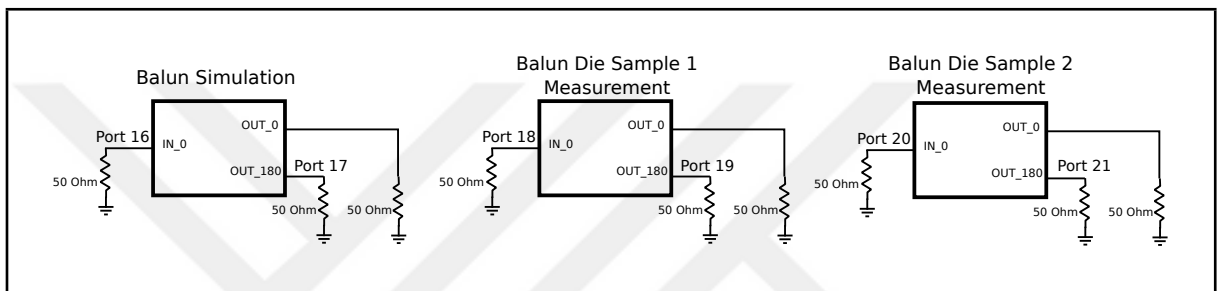 Balun Simulation
Port 16
IN_0
OUT_0
OUT_180
Port 17
50 Ohm
50 Ohm
50 Ohm
Balun Die Sample 1
Measurement
Port 18
IN_0
OUT_0
OUT_180
Port 19
50 Ohm
50 Ohm
50 Ohm
Balun Die Sample 2
Measurement
Port 20
IN_0
OUT_0
OUT_180
Port 21
50 Ohm
50 Ohm
50 Ohm